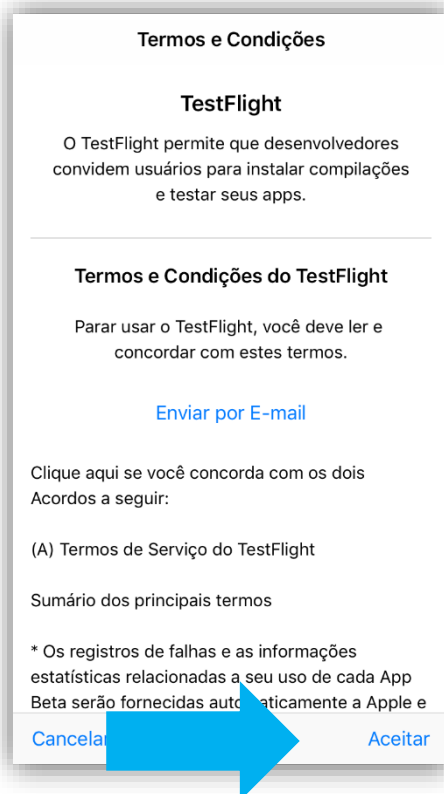 Termos e Condições
TestFlight
O TestFlight permite que desenvolvedores
convidem usuários para instalar compilações
e testar seus apps.
Termos e Condições do TestFlight
Parar usar o TestFlight, você deve ler e
concordar com estes termos.
Enviar por E-mail
Clique aqui se você concorda com os dois
Acordos a seguir:
(A) Termos de Serviço do TestFlight
Sumário dos principais termos
* Os registros de falhas e as informações
estatísticas relacionadas a seu uso de cada App
Beta serão fornecidas automaticamente a Apple e
Cancelar Aceitar